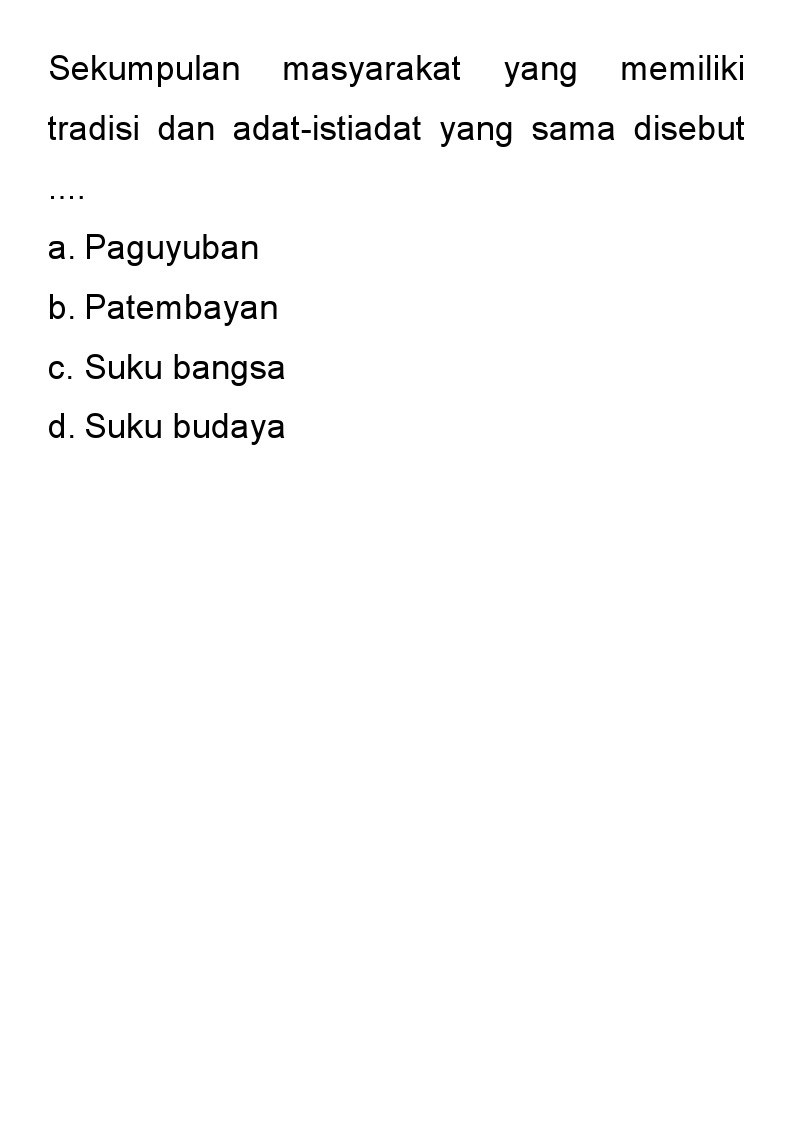 Sekumpulan masyarakat yang memiliki
tradisi dan adat-istiadat yang sama disebut
....
a. Paguyuban
b. Patembayan
c. Suku bangsa
d. Suku budaya